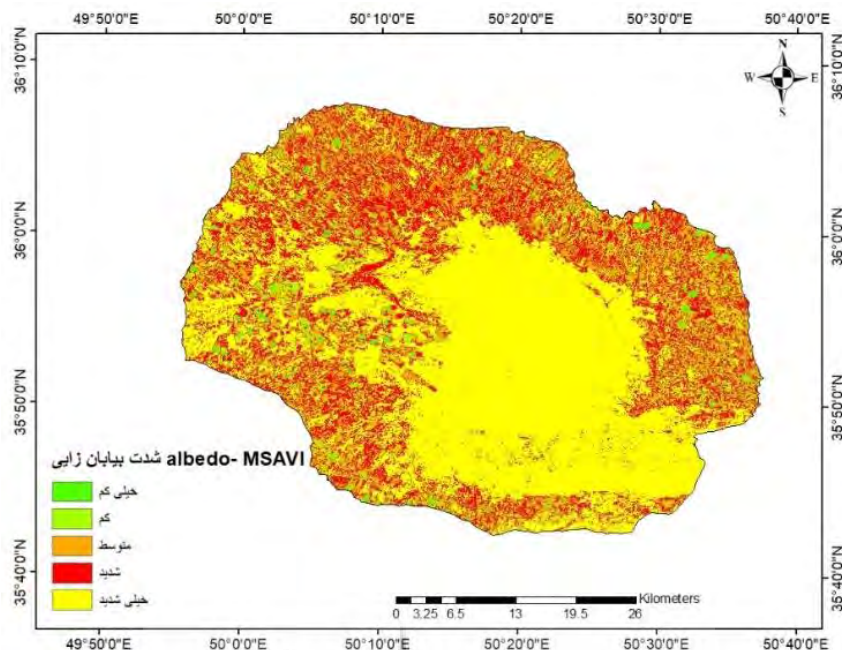 49°50'0"E 50°0'0"E 50°10'0"E 50°20'0"E 50°30'0"E 50°40'0"E
36°10'0"N 36°10'0"N
N
W E
S
36°0'0"N 36°0'0"N
35°50'0"N 35°50'0"N
شدت بیابان زایی albedo- MSAVI
خیلی کم
کم
متوسط
شدید
خیلی شدید
35°40'0"N 35°40'0"N
Kilometers
0 3.25 6.5 13 19.5 26
49°50'0"E 50°0'0"E 50°10'0"E 50°20'0"E 50°30'0"E 50°40'0"E